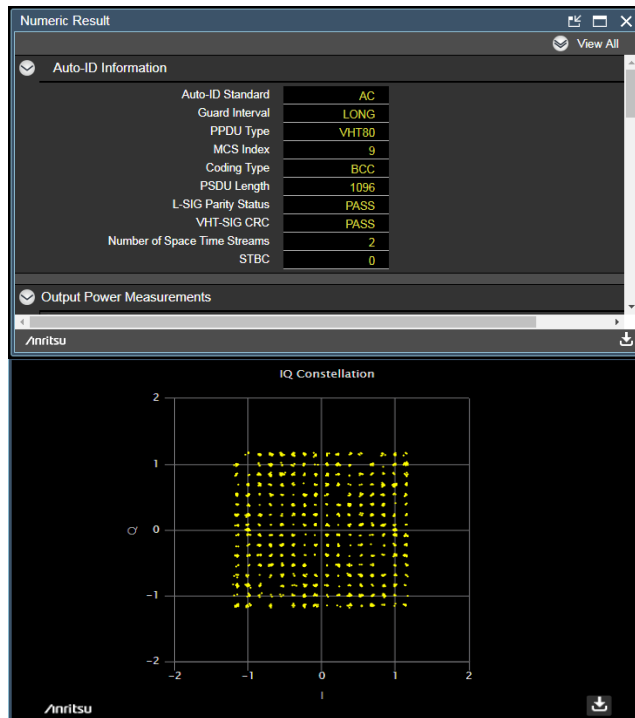 Numeric Result
View All
Auto-ID Information
Auto-ID Standard AC
Guard Interval LONG
PPDU Type VHT80
MCS Index 9
Coding Type BCC
PSDU Length 1096
L-SIG Parity Status PASS
VHT-SIG CRC PASS
Number of Space Time Streams 2
STBC 0
Output Power Measurements
Anritsu
IQ Constellation
2
1
Q 0
-1
-2
-2 -1 0 1 2
I
Anritsu